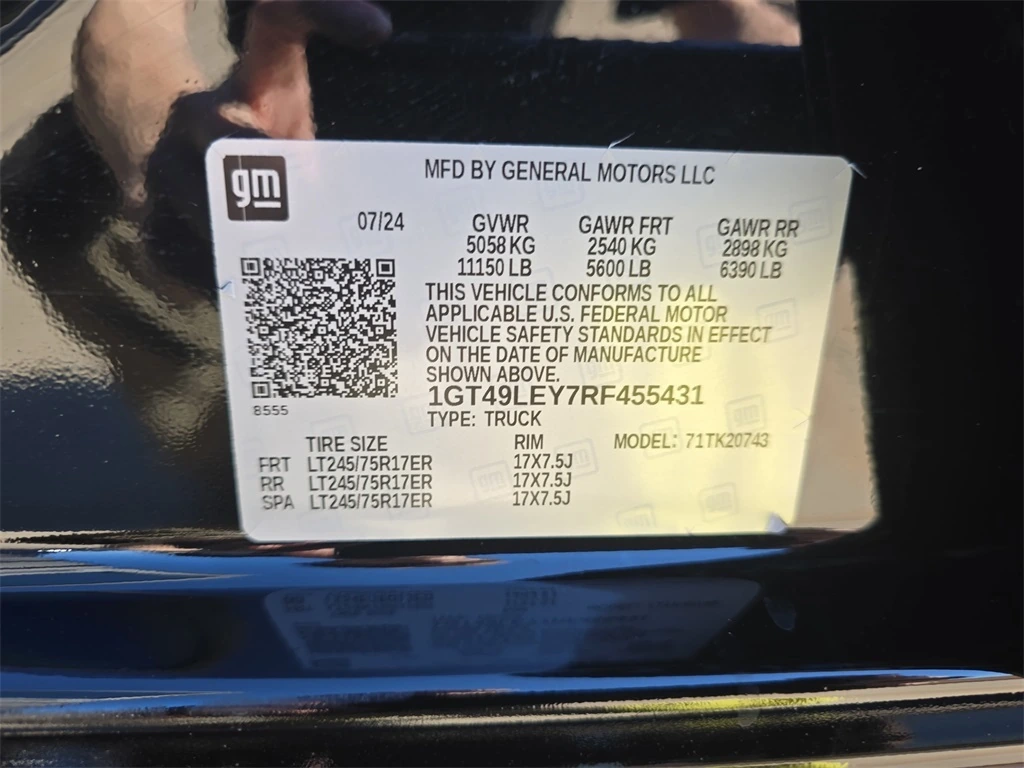 gm
MFD BY GENERAL MOTORS LLC
07/24 GVWR GAWR FRT GAWR RR
5058 KG 2540 KG 2898 KG
11150 LB 5600 LB 6390 LB
THIS VEHICLE CONFORMS TO ALL
APPLICABLE U.S. FEDERAL MOTOR
VEHICLE SAFETY STANDARDS IN EFFECT
ON THE DATE OF MANUFACTURE
SHOWN ABOVE.
1GT49LEY7RF455431
8555
TYPE: TRUCK
TIRE SIZE RIM MODEL: 71TK20743
FRT LT245/75R17ER 17X7.5J
RR LT245/75R17ER 17X7.5J
SPA LT245/75R17ER 17X7.5J